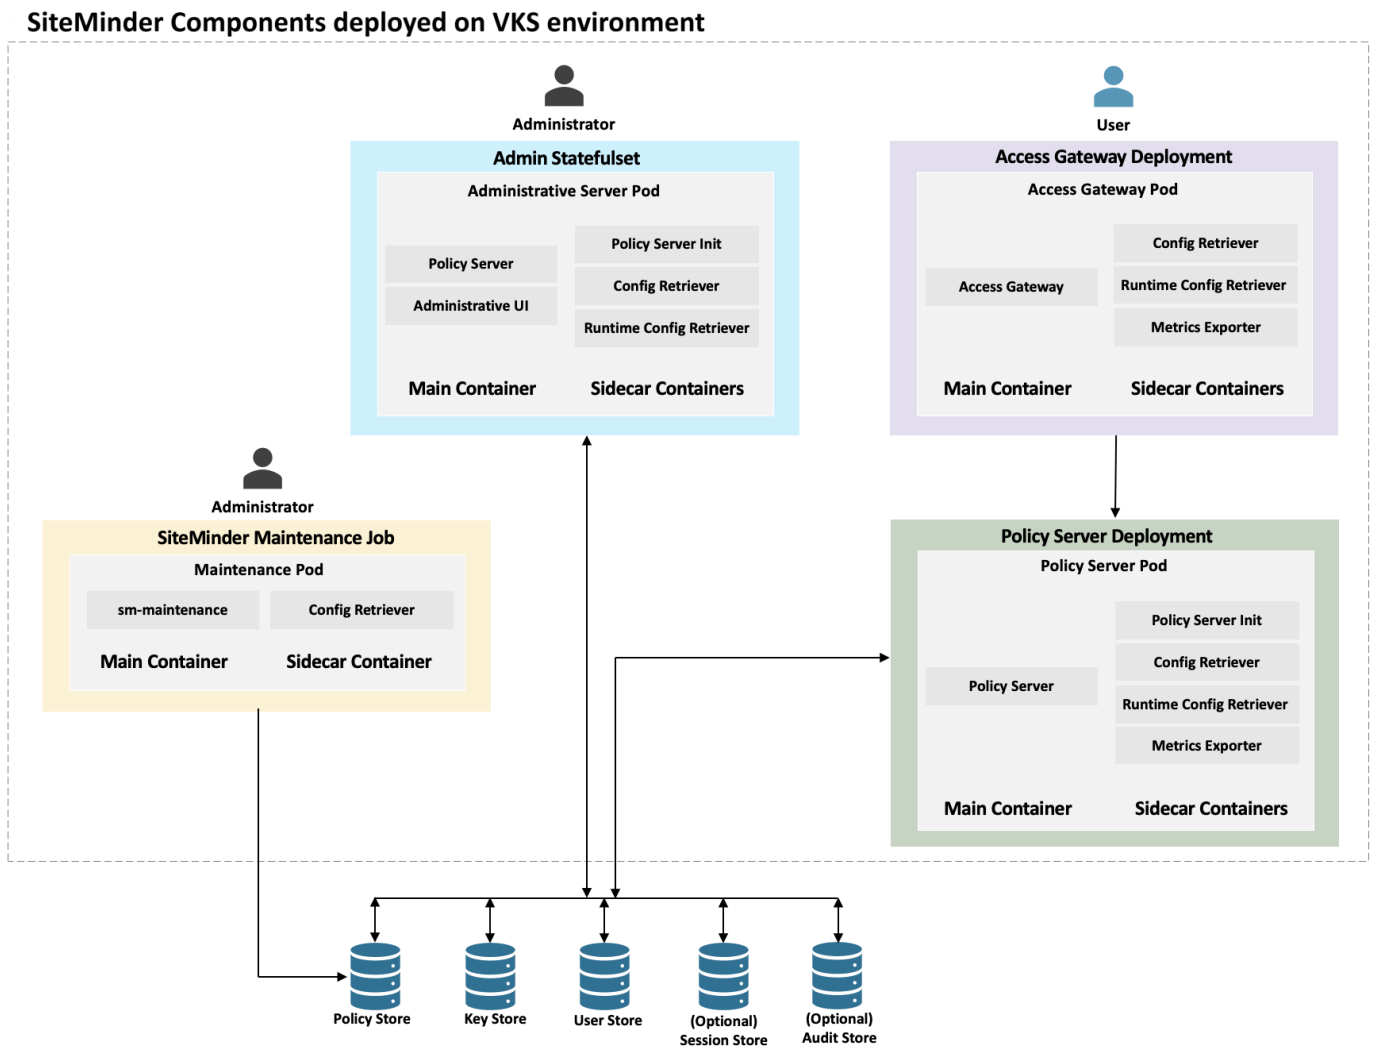 SiteMinder Components deployed on VKS environment
Administrator
Admin Statefulset
Administrative Server Pod
Policy Server
Administrative UI
Main Container
Policy Server Init
Config Retriever
Runtime Config Retriever
Sidecar Containers
User
Access Gateway Deployment
Access Gateway Pod
Access Gateway
Main Container
Config Retriever
Runtime Config Retriever
Metrics Exporter
Sidecar Containers
Administrator
SiteMinder Maintenance Job
Maintenance Pod
sm-maintenance
Main Container
Config Retriever
Sidecar Container
Policy Server Deployment
Policy Server Pod
Policy Server
Main Container
Policy Server Init
Config Retriever
Runtime Config Retriever
Metrics Exporter
Sidecar Containers
Policy Store
Key Store
User Store
(Optional)
Session Store
(Optional)
Audit Store